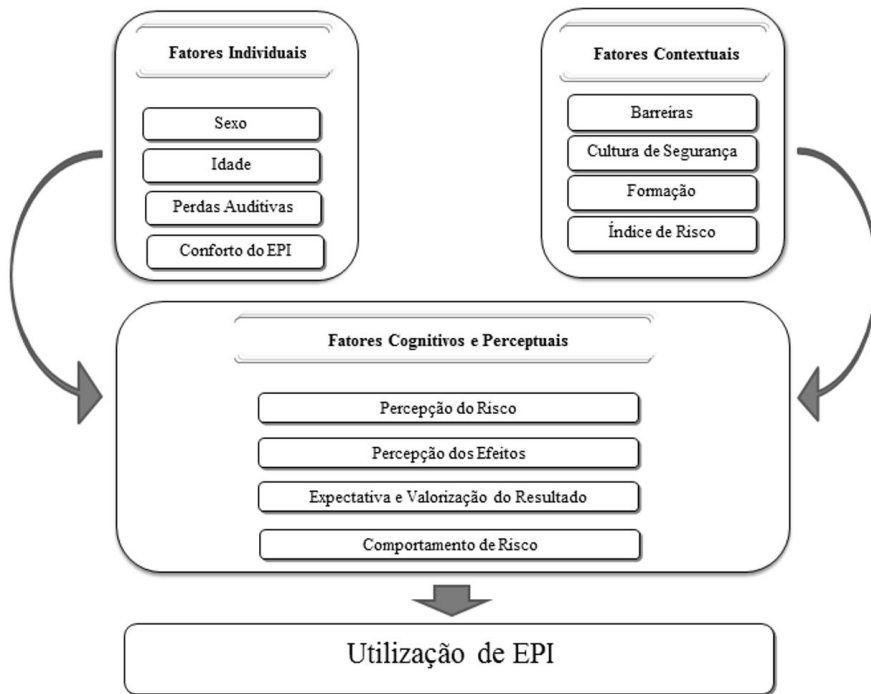 Fatores Individuais
Sexo
Idade
Perdas Auditivas
Conforto do EPI
Fatores Contextuais
Barreiras
Cultura de Segurança
Formação
Índice de Risco
Fatores Cognitivos e Perceptuais
Percepção do Risco
Percepção dos Efeitos
Expectativa e Valorização do Resultado
Comportamento de Risco
Utilização de EPI